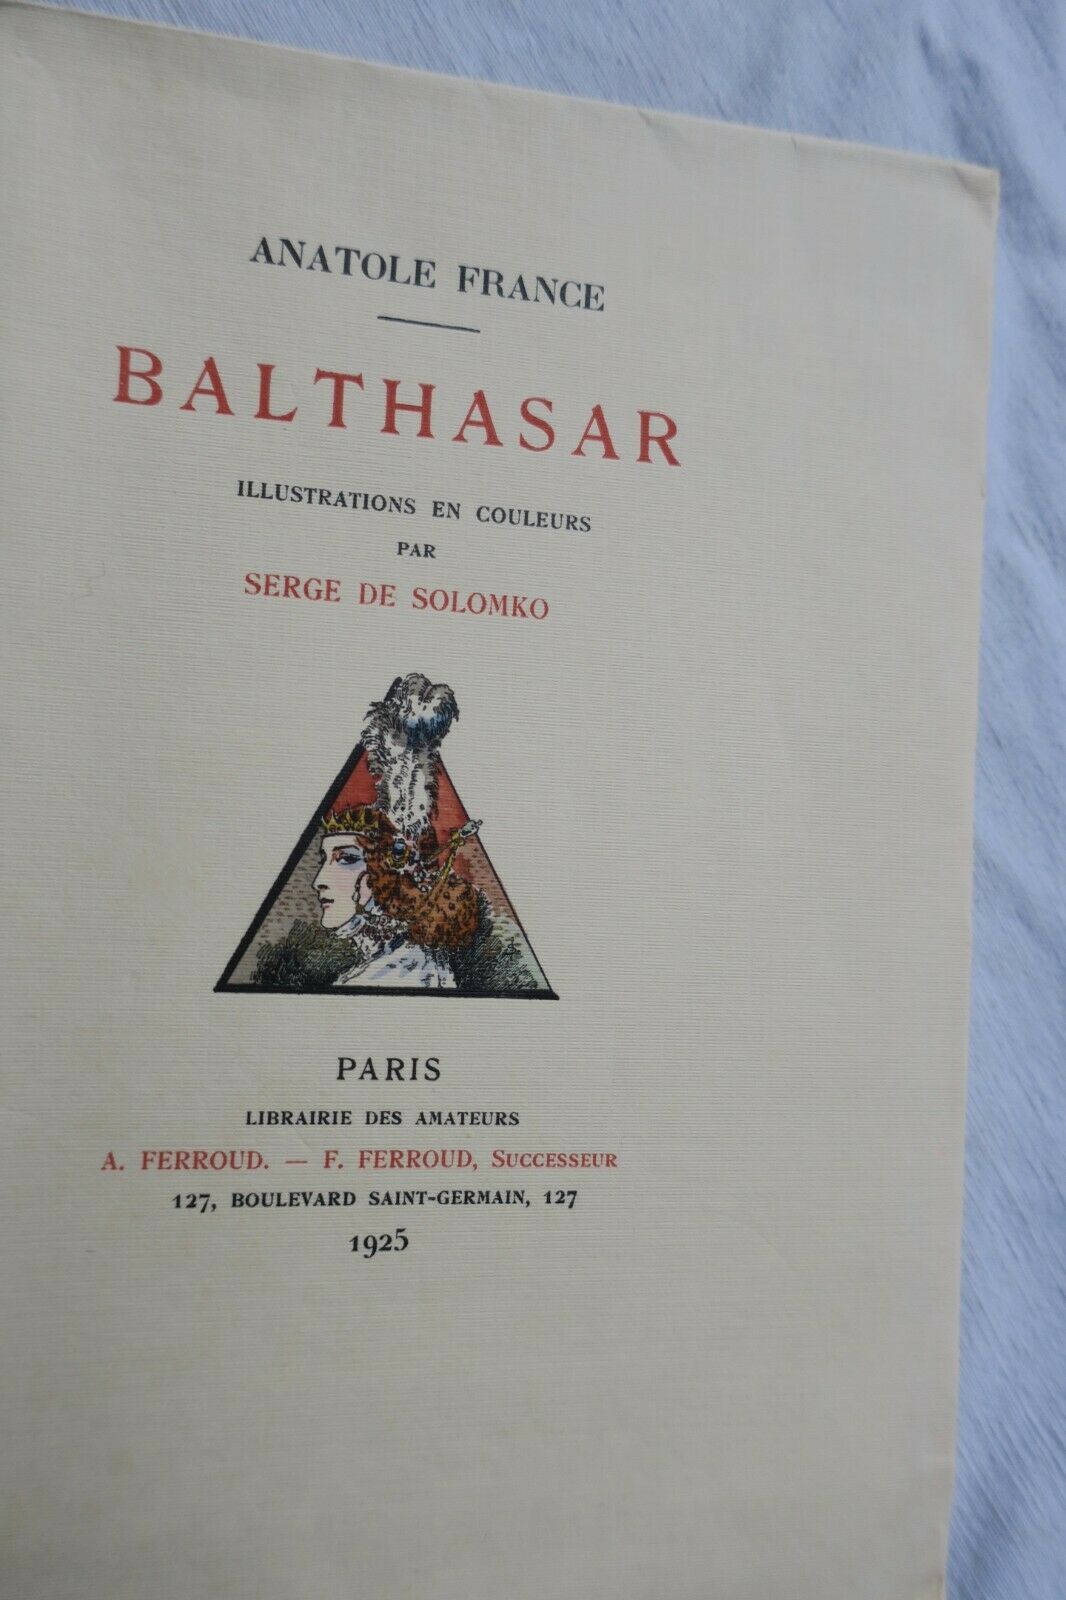 ANATOLE FRANCE
BALTHASAR
ILLUSTRATIONS EN COULEURS
PAR
SERGE DE SOLOMKO
PARIS
LIBRAIRIE DES AMATEURS
A. FERROUD. — F. FERROUD, SUCCESSEUR
127, BOULEVARD SAINT-GERMAIN, 127
1925